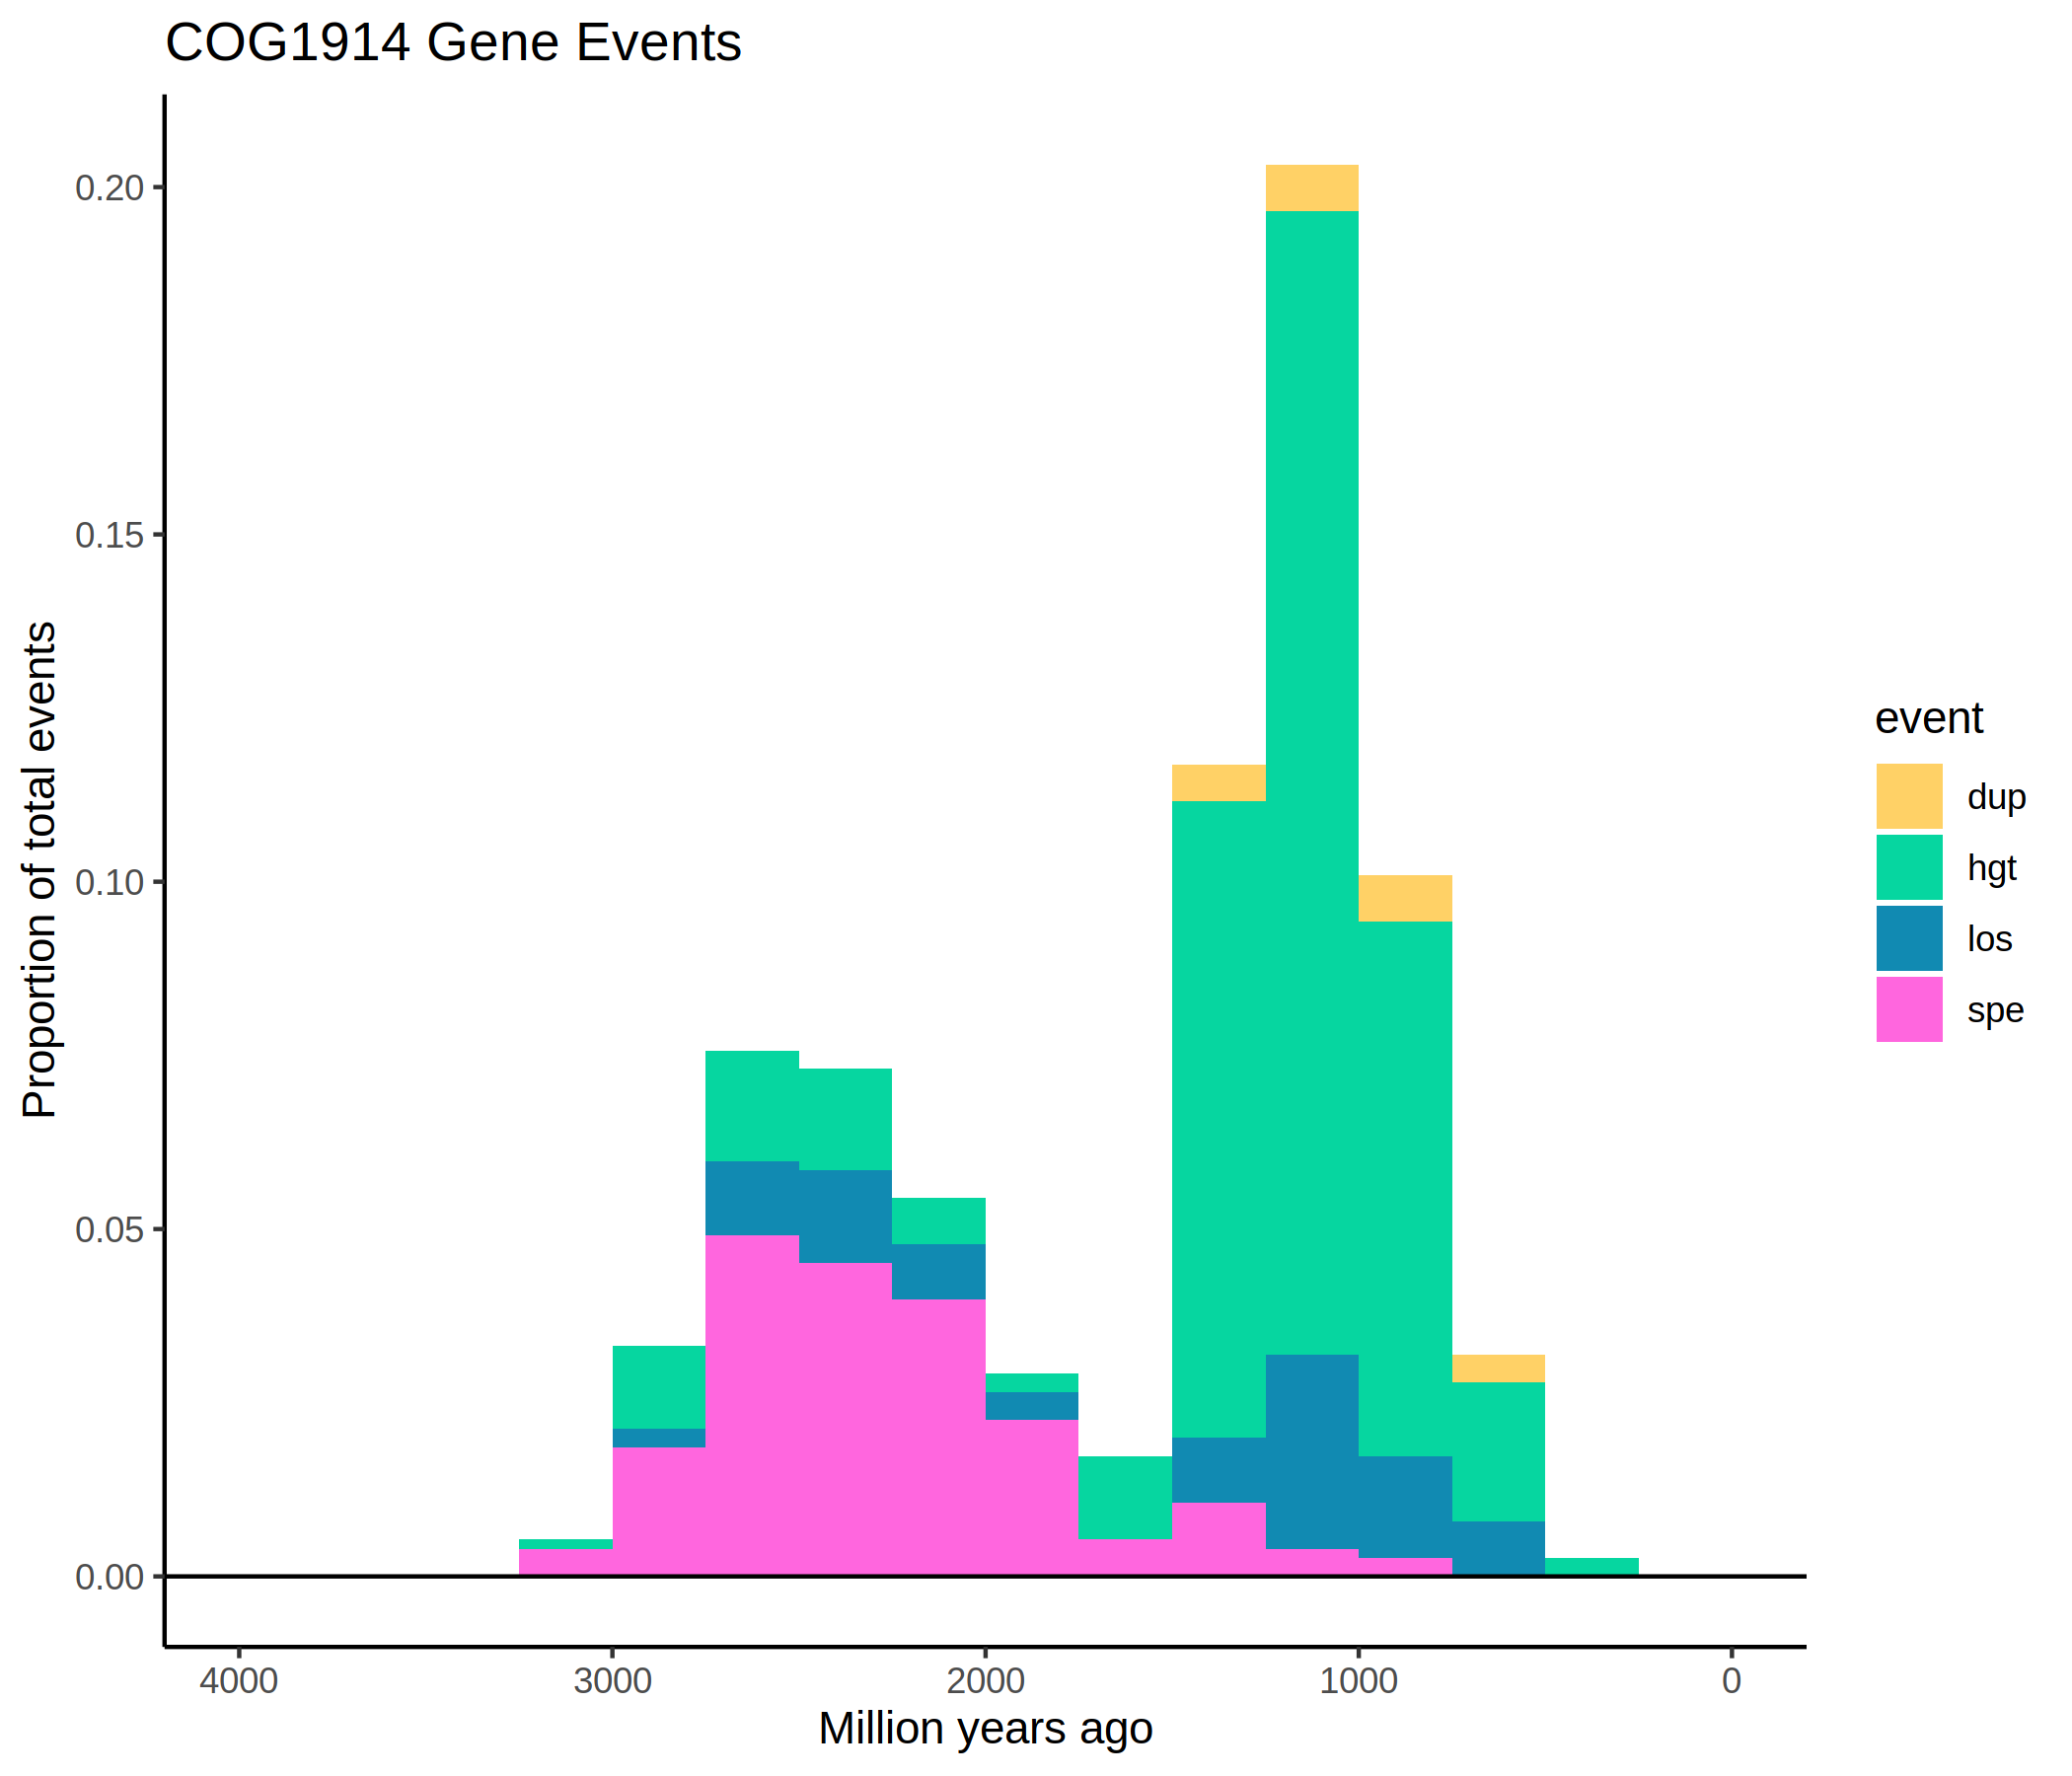 COG1914 Gene Events
Proportion of total events
0.20
0.15
0.10
0.05
0.00
4000 3000 2000 1000 0
Million years ago
event
dup
hgt
los
spe